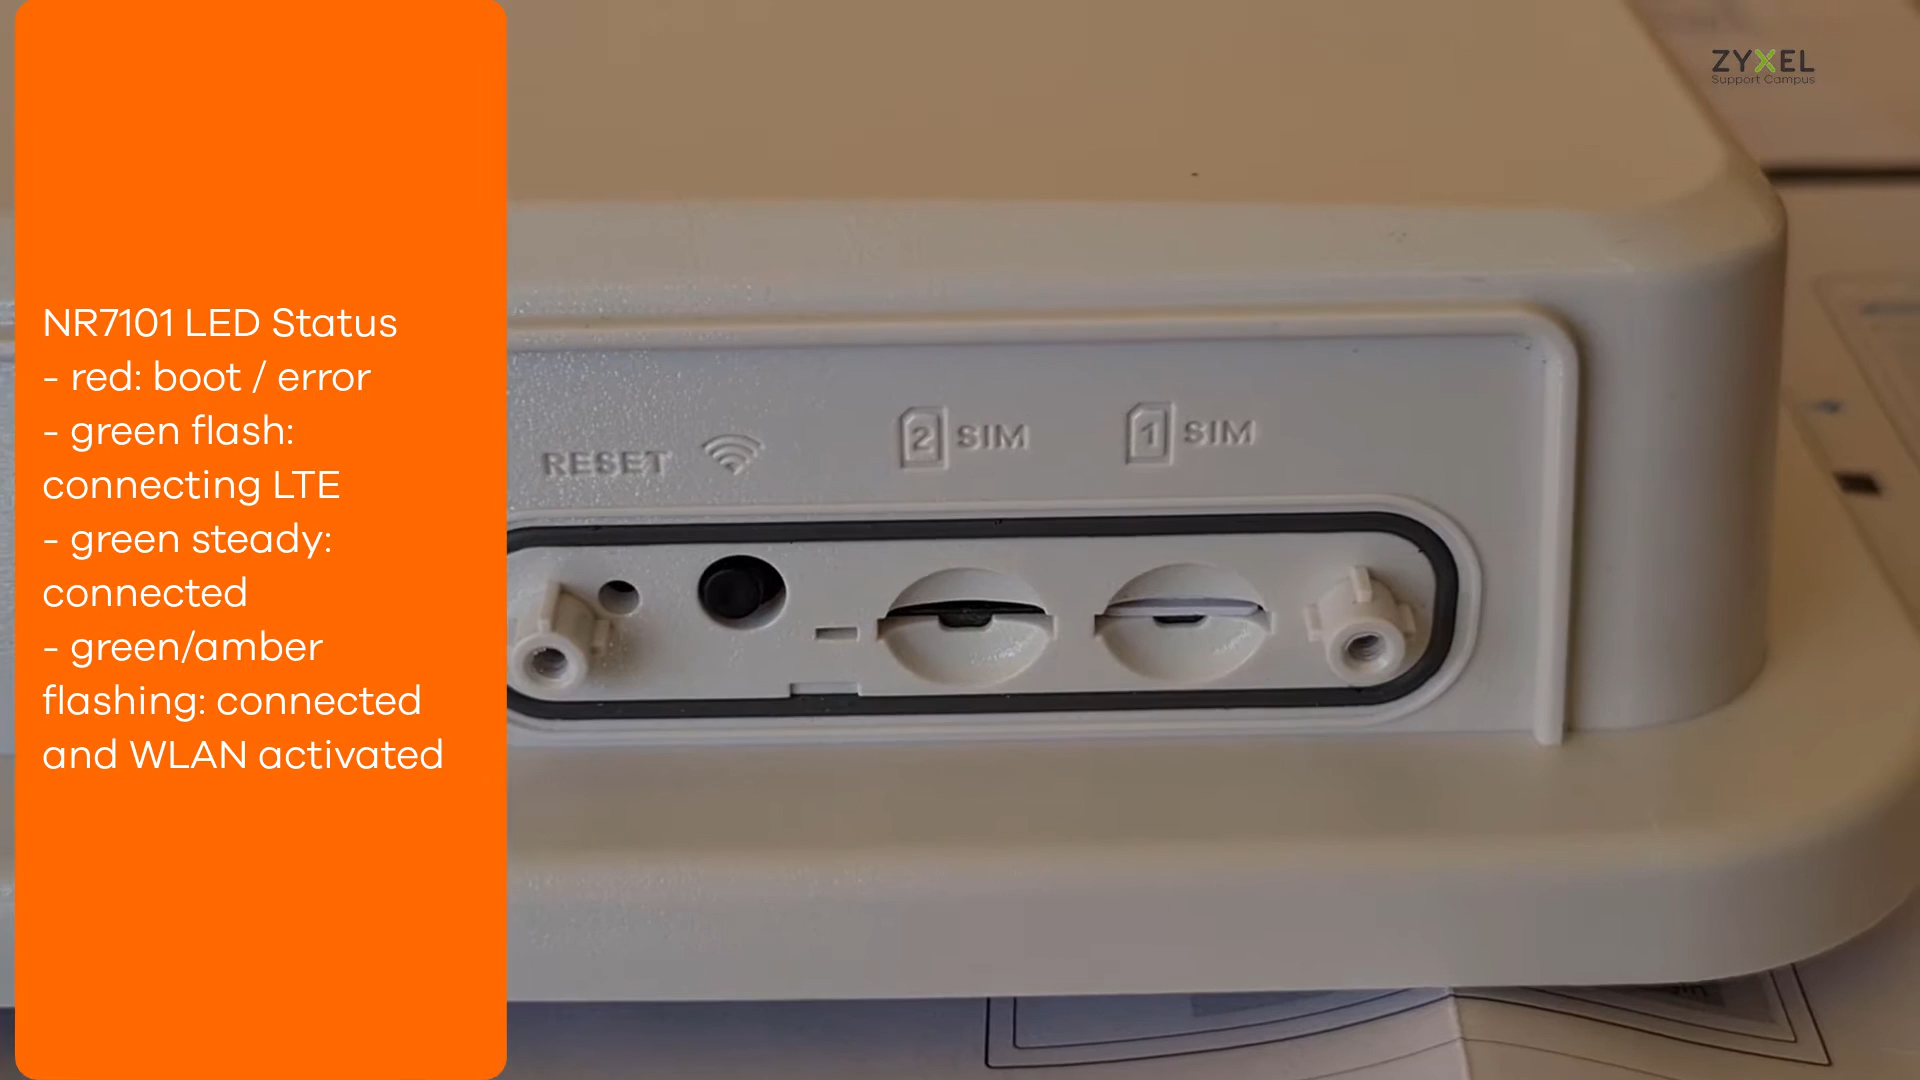 NR7101 LED Status
- red: boot / error
- green flash:
connecting LTE
- green steady:
connected
- green/amber
flashing: connected
and WLAN activated
ZYXEL
Support Campus
RESET
2 SIM
1 SIM